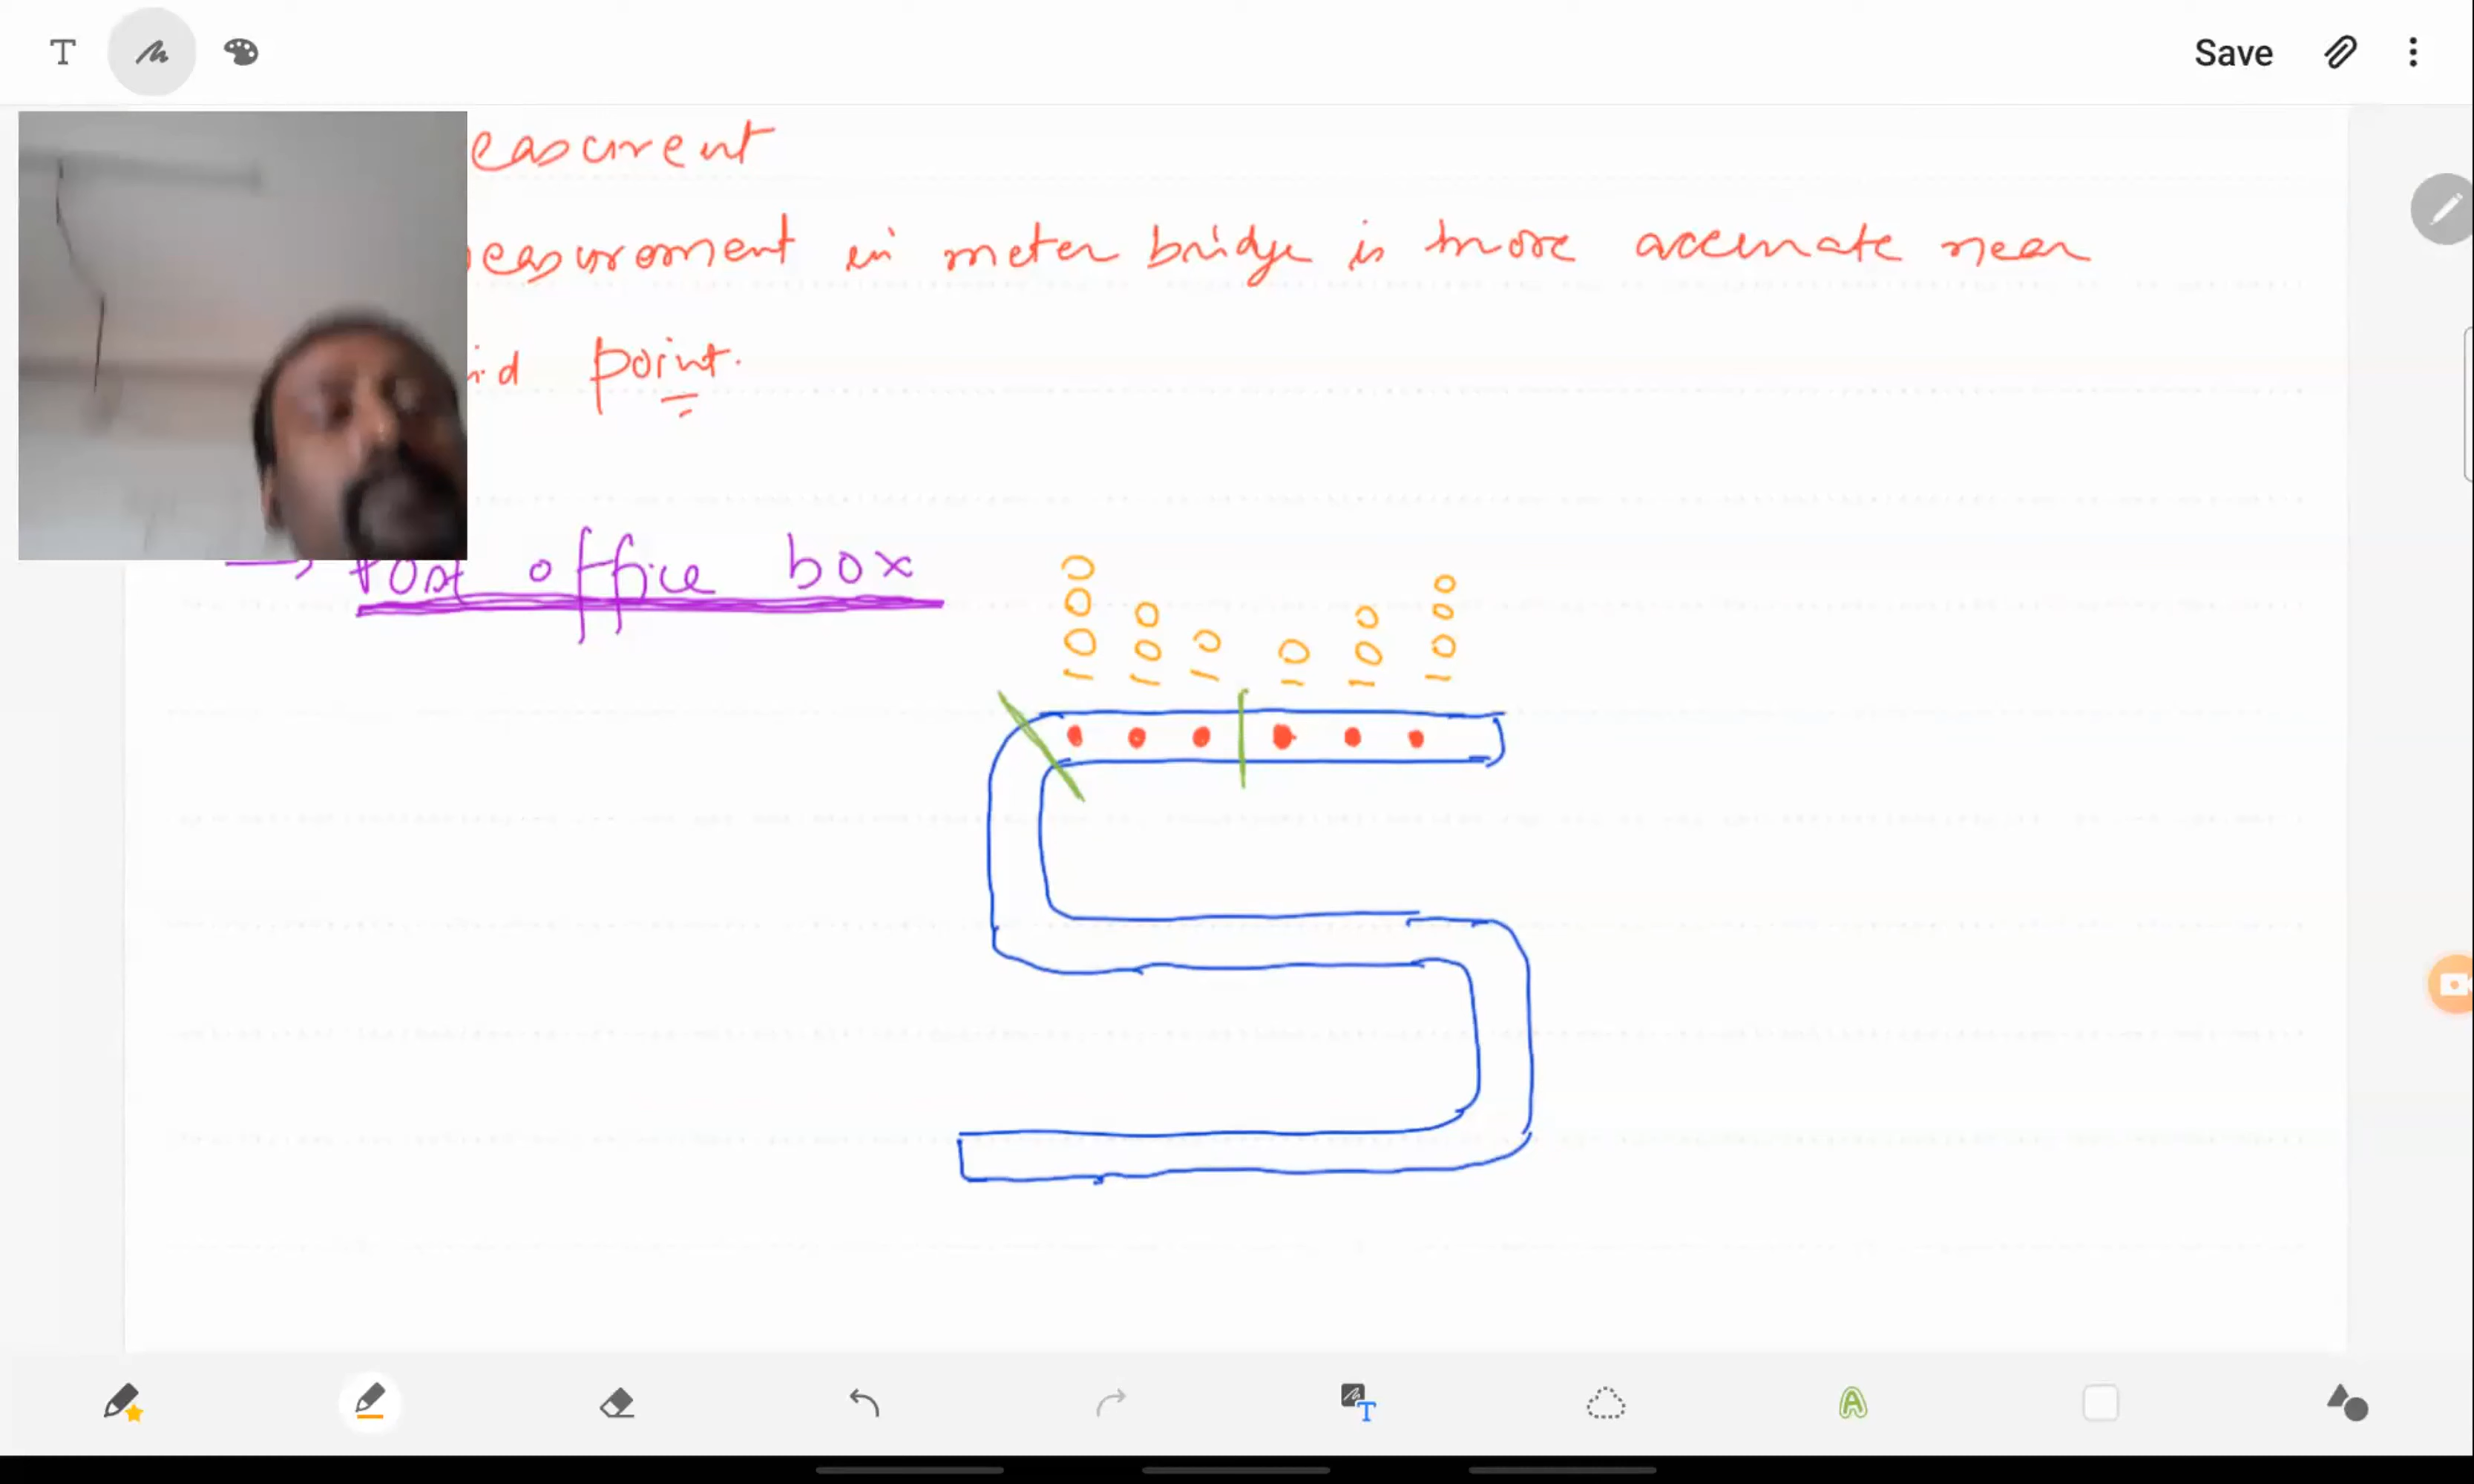 Save
easurent
easurement in meter bridge is more accurate near
id point.
→ Post office box
1000 100 10 10 100 1000